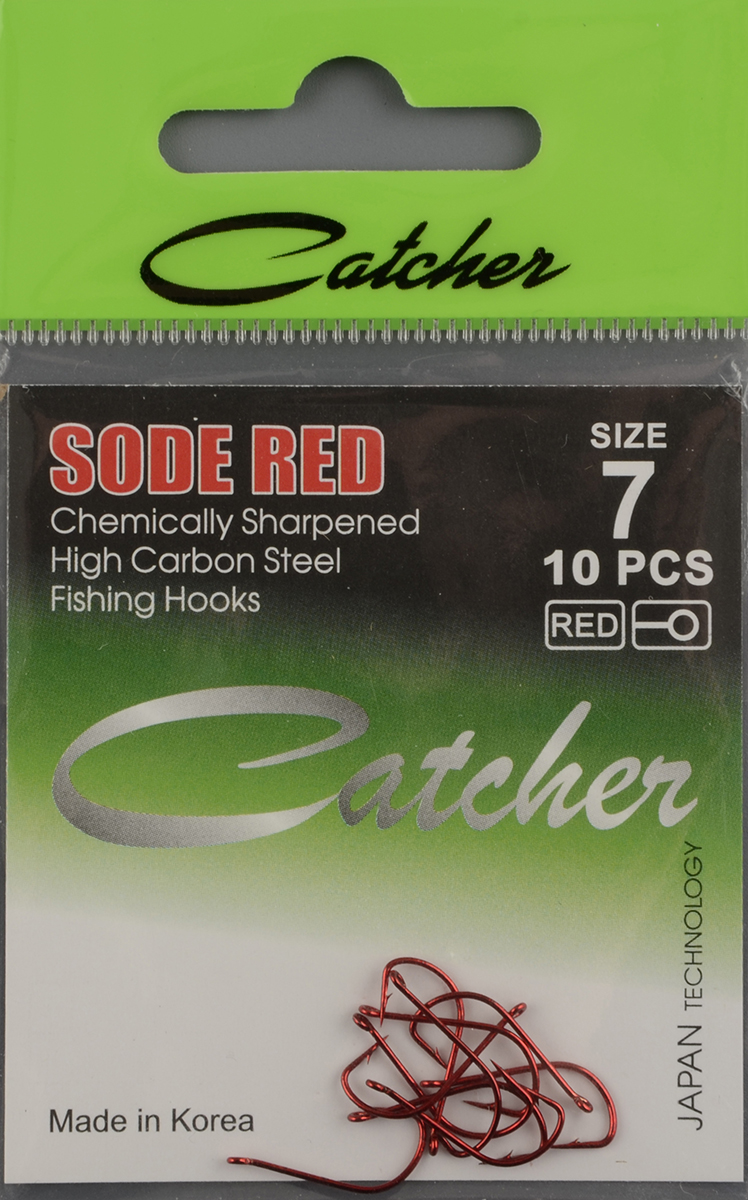 Catcher
SODE RED
Chemically Sharpened
High Carbon Steel
Fishing Hooks
SIZE
7
10 PCS
RED
Catcher
JAPAN TECHNOLOGY
Made in Korea